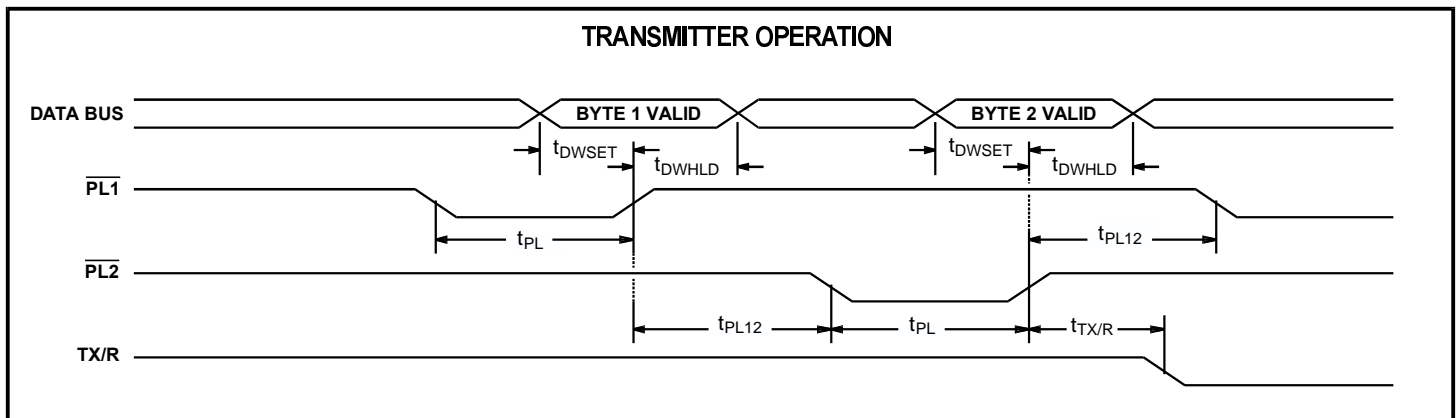 TRANSMITTER OPERATION
DATA BUS BYTE 1 VALID BYTE 2 VALID
tDWSET tDWHLD tDWSET tDWHLD
PL1
tPL tPL12
PL2
tPL12 tPL tTX/R
TX/R